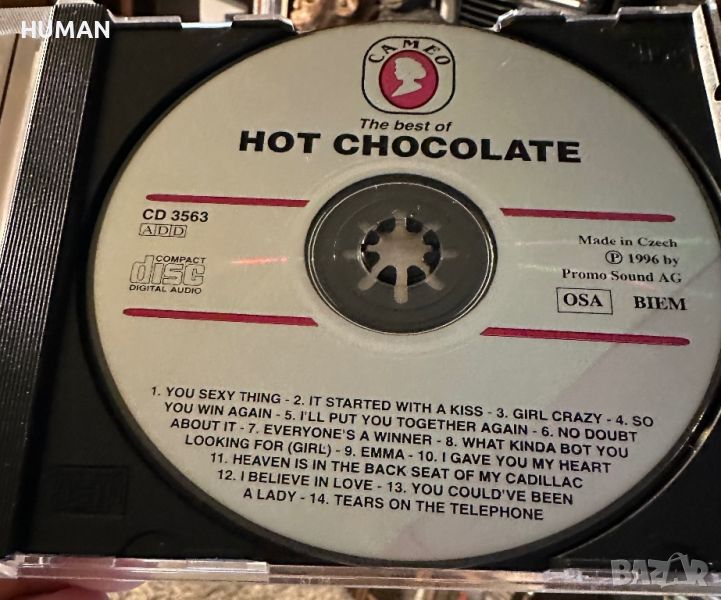 HUMAN
CAMEO
The best of
HOT CHOCOLATE
CD 3563
ADD
COMPACT
disc
DIGITAL AUDIO
Made in Czech
Ⓟ 1996 by
Promo Sound AG
OSA BIEM
1. YOU SEXY THING - 2. IT STARTED WITH A KISS - 3. GIRL CRAZY - 4. SO
YOU WIN AGAIN - 5. I'LL PUT YOU TOGETHER AGAIN - 6. NO DOUBT
ABOUT IT - 7. EVERYONE'S A WINNER - 8. WHAT KINDA BOT YOU
LOOKING FOR (GIRL) - 9. EMMA - 10. I GAVE YOU MY HEART
11. HEAVEN IS IN THE BACK SEAT OF MY CADILLAC
12. I BELIEVE IN LOVE - 13. YOU COULD'VE BEEN
A LADY - 14. TEARS ON THE TELEPHONE
BAZAR